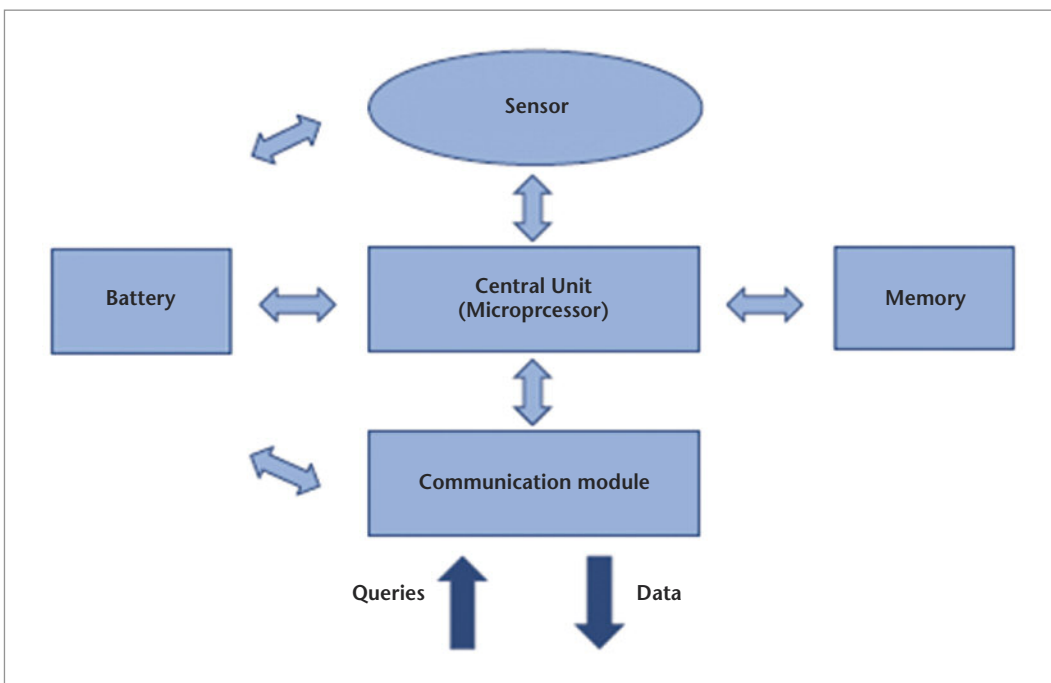 Sensor
Battery
Central Unit
(Microprcessor)
Memory
Communication module
Queries
Data